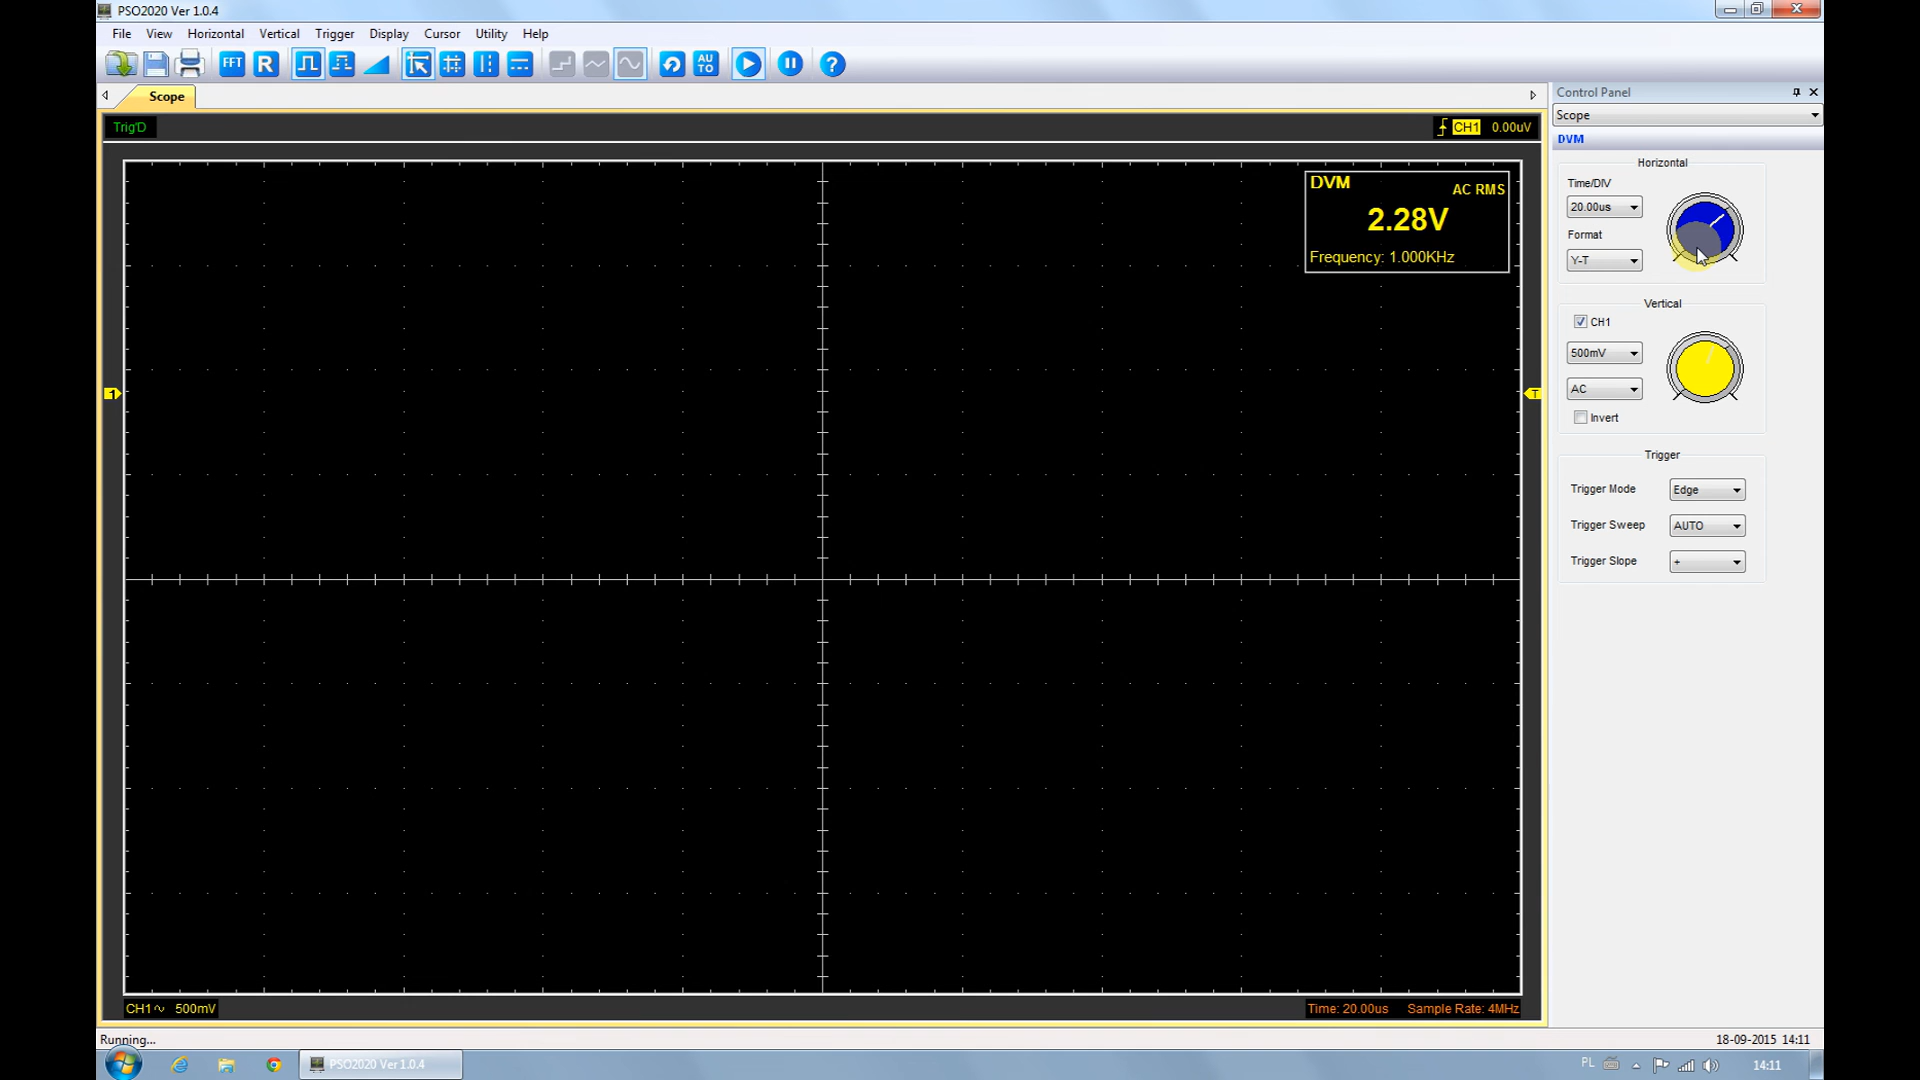 PSO2020 Ver 1.0.4
File View Horizontal Vertical Trigger Display Cursor Utility Help
FFT R AU TO ?
Scope
Control Panel
Scope
Trig'D
CH1 0.00uV
DVM
DVM
AC RMS
2.28V
Frequency: 1.000KHz
Horizontal
Time/DIV
20.00us
Format
Y-T
Vertical
CH1
500mV
AC
Invert
1
T
Trigger
Trigger Mode Edge
Trigger Sweep AUTO
Trigger Slope +
CH1 500mV
Time: 20.00us Sample Rate: 4MHz
Running...
18-09-2015 14:11
PSO2020 Ver 1.0.4
PL
14:11